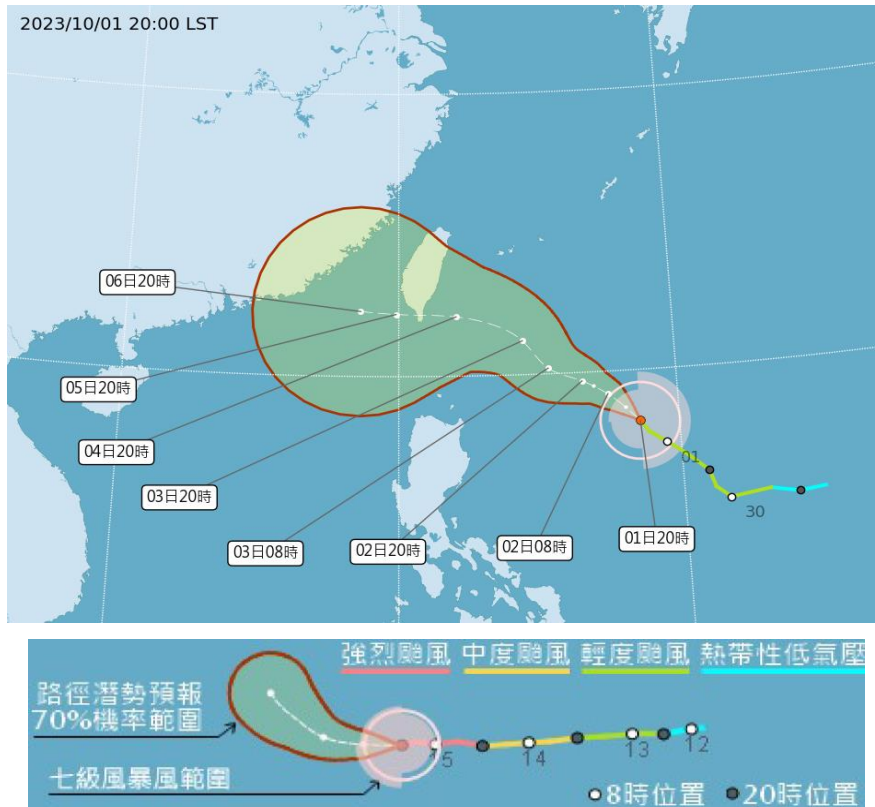 2023/10/01 20:00 LST
06日20時
05日20時
04日20時
03日20時
03日08時
02日20時
02日08時
01日20時
01
30
強烈颱風 中度颱風 輕度颱風 熱帶性低氣壓
路徑潛勢預報
70%機率範圍
七級風暴風範圍
15
14
13
12
8時位置 20時位置